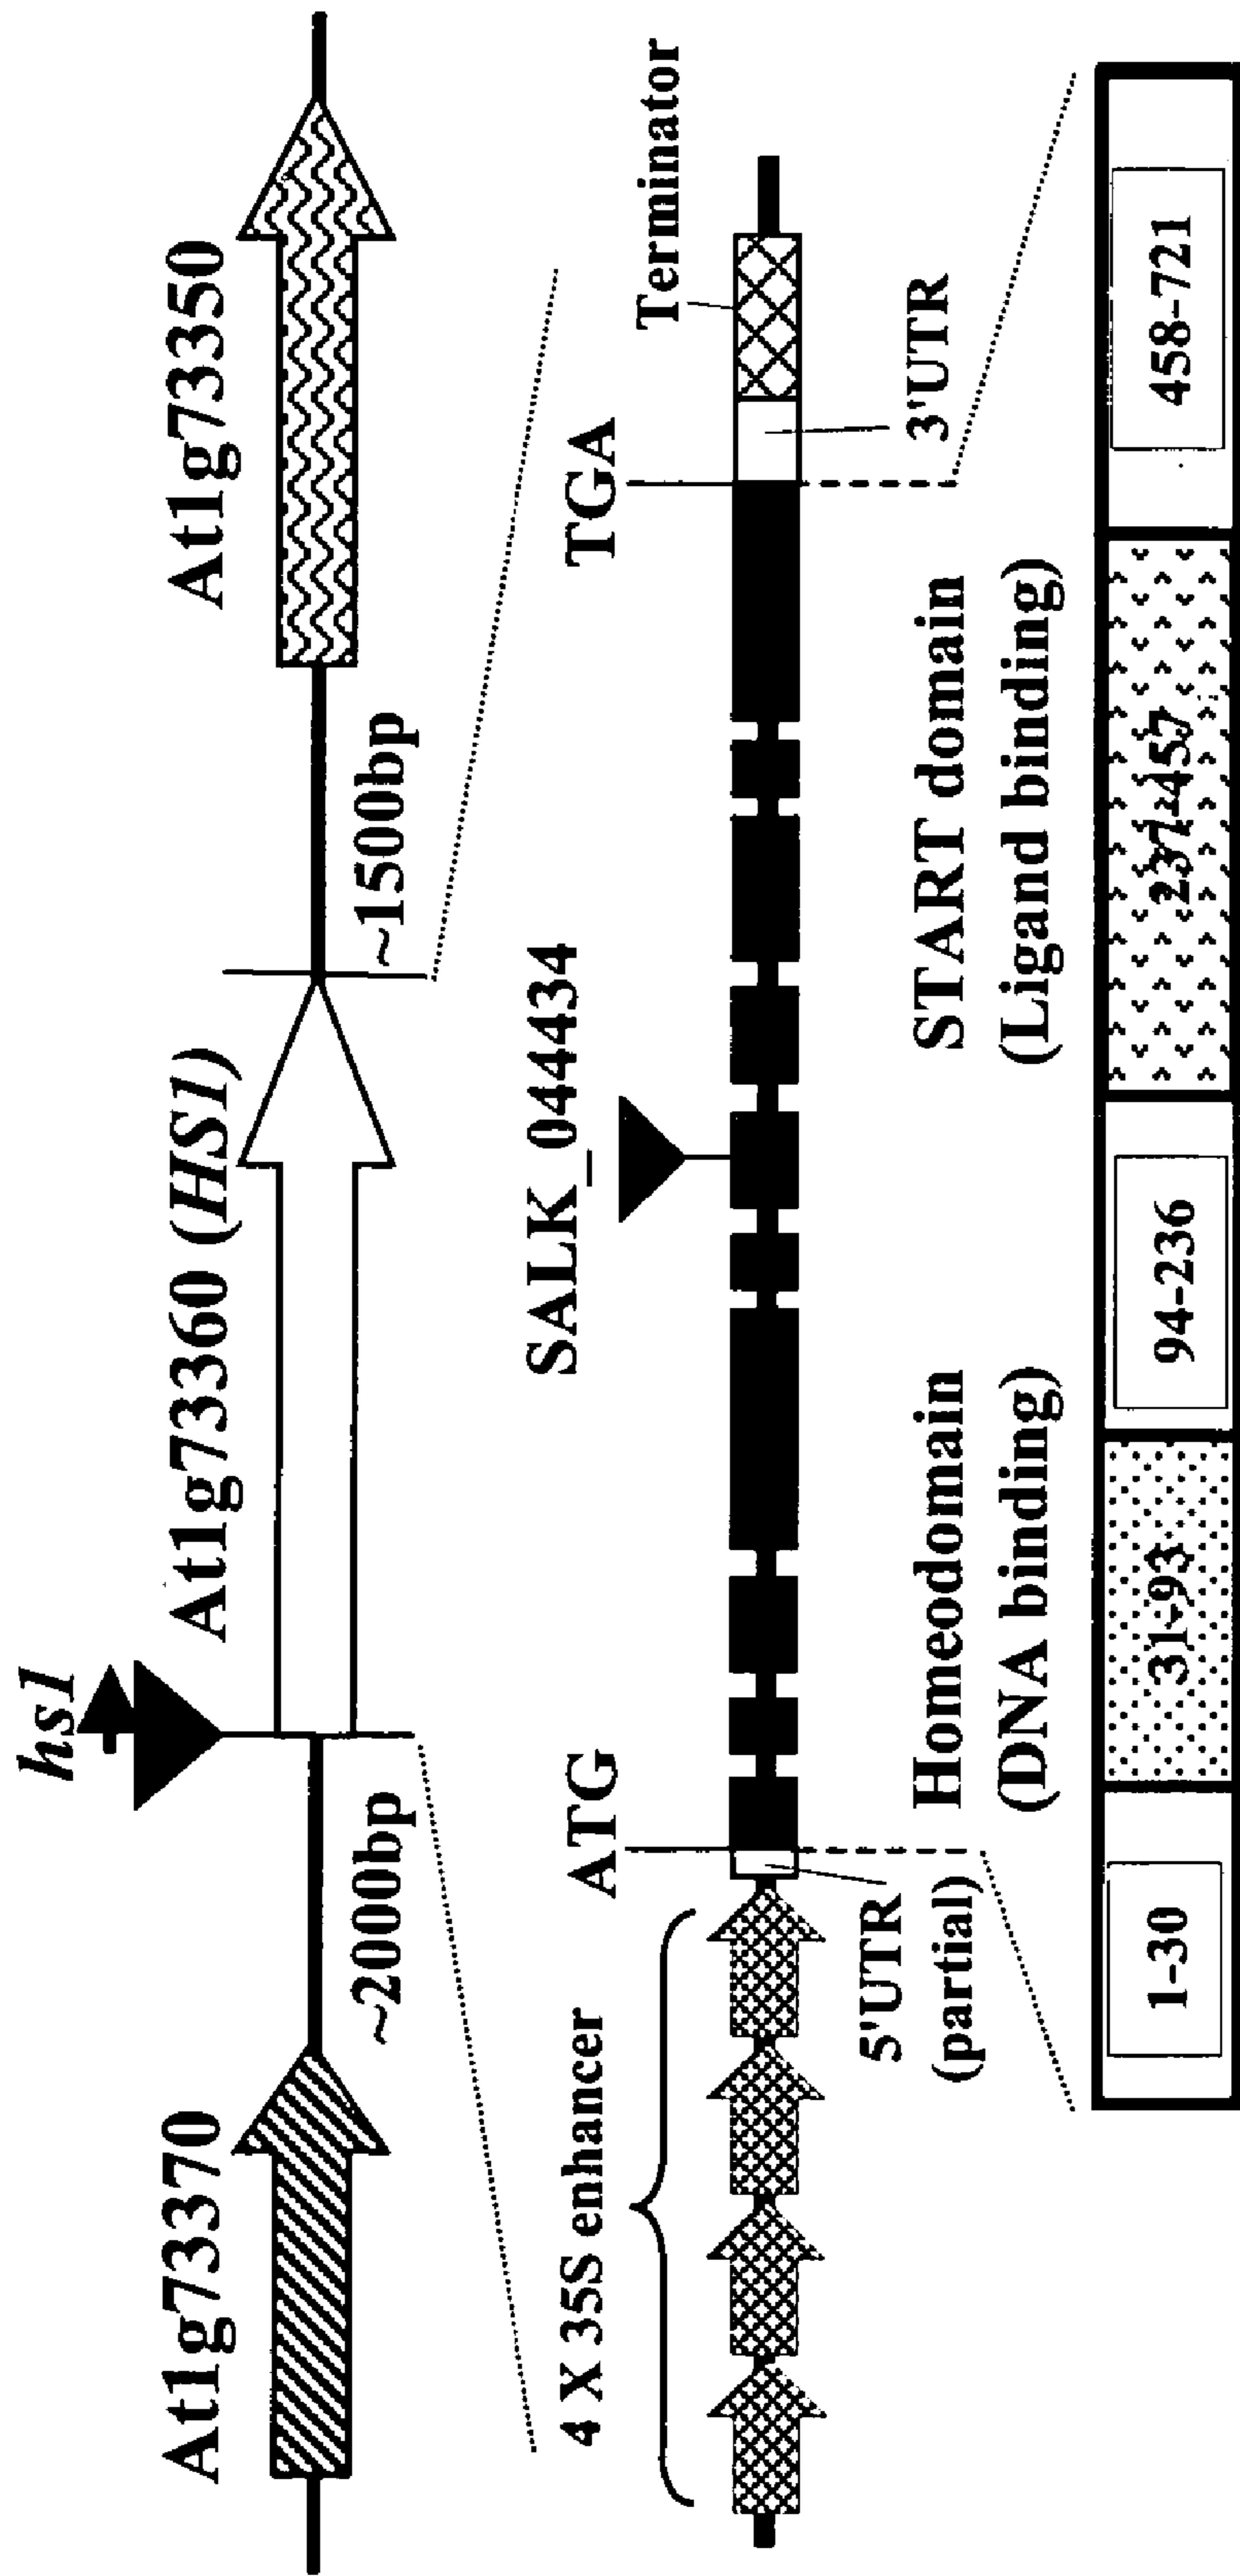 hs1
At1g73370
At1g73360 (HS1)
At1g73350
~2000bp
~1500bp
SALK_044434
4 X 35S enhancer
ATG
TGA
Terminator
5'UTR
(partial)
3'UTR
Homeodomain
(DNA binding)
START domain
(Ligand binding)
1-30
31-93
94-236
237-457
458-721